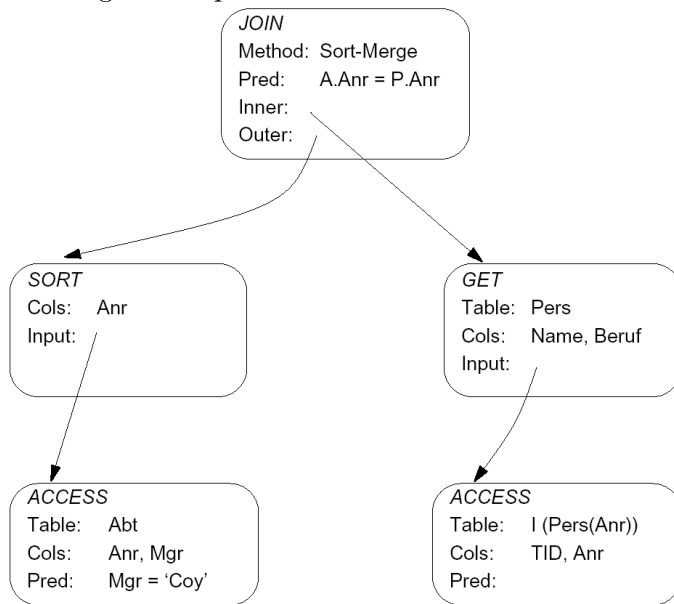 JOIN
Method: Sort-Merge
Pred: A.Anr = P.Anr
Inner:
Outer:
SORT
Cols: Anr
Input:
GET
Table: Pers
Cols: Name, Beruf
Input:
ACCESS
Table: Abt
Cols: Anr, Mgr
Pred: Mgr = ‘Coy’
ACCESS
Table: I (Pers(Anr))
Cols: TID, Anr
Pred: